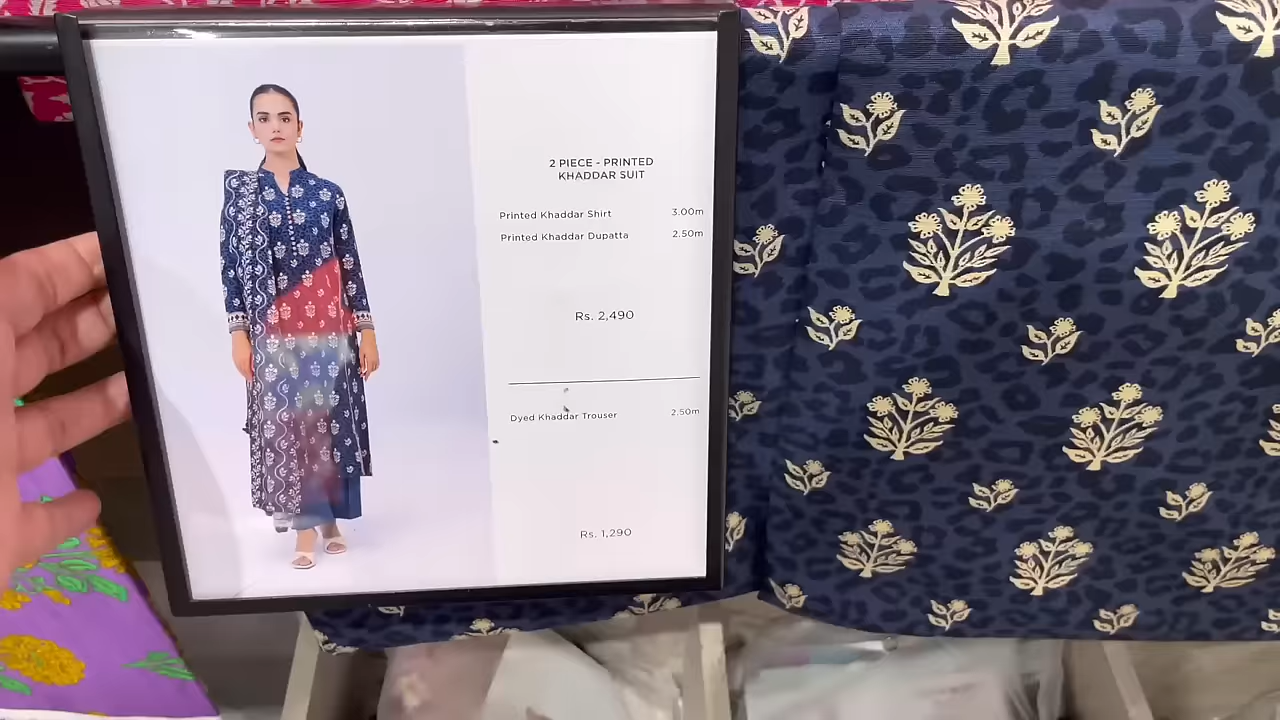 2 PIECE - PRINTED
KHADDAR SUIT
Printed Khaddar Shirt 3.00m
Printed Khaddar Dupatta 2.50m
Rs. 2,490
Dyed Khaddar Trouser 2.50m
Rs. 1,290